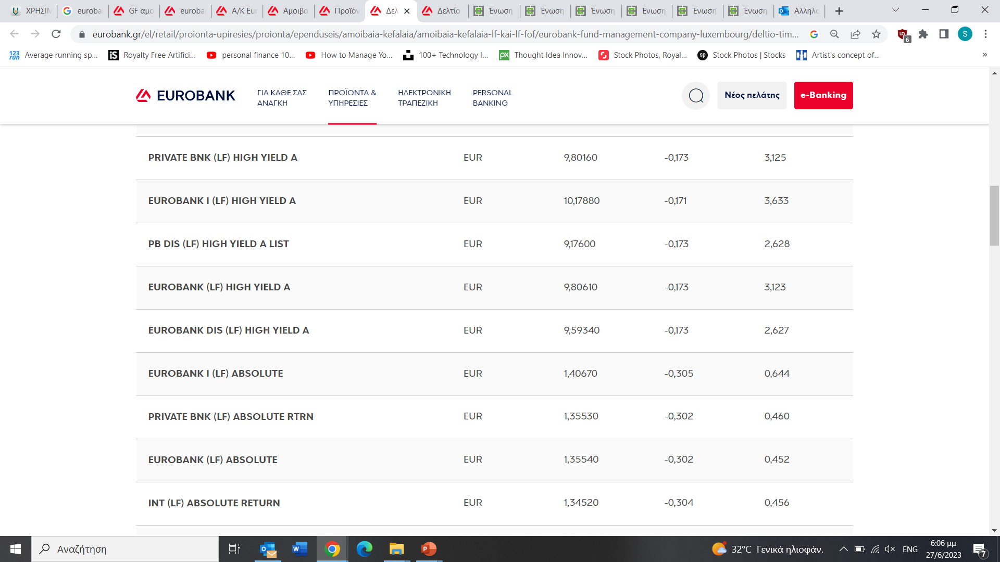 ΧΡΗΣΙΜ
euroba
GF αμο
euroba
A/K Eur
Αμοιβα
Προϊόν
Δελ
Δελτίο
Ένωση
Ένωση
Ένωση
Ένωση
Ένωση
Ένωση
Αλληλο
eurobank.gr/el/retail/proionta-upiresies/proionta/ependuseis/amoibaia-kefalaia/amoibaia-kefalaia-lf-kai-lf-fof/eurobank-fund-management-company-luxembourg/deltio-tim...
6
S
123 run
Average running sp...
iS
Royalty Free Artifici...
personal finance 10...
How to Manage Yo...
100+ Technology I...
px
Thought Idea Innov...
Stock Photos, Royal...
sp
Stock Photos | Stocks
Artist's concept of...
»
EUROBANK
ΓΙΑ ΚΑΘΕ ΣΑΣ
ΑΝΑΓΚΗ
ΠΡΟΪΟΝΤΑ &
ΥΠΗΡΕΣΙΕΣ
ΗΛΕΚΤΡΟΝΙΚΗ
ΤΡΑΠΕΖΙΚΗ
PERSONAL
BANKING
Νέος πελάτης
e-Banking
PRIVATE BNK (LF) HIGH YIELD A EUR 9,80160 -0,173 3,125
EUROBANK I (LF) HIGH YIELD A EUR 10,17880 -0,171 3,633
PB DIS (LF) HIGH YIELD A LIST EUR 9,17600 -0,173 2,628
EUROBANK (LF) HIGH YIELD A EUR 9,80610 -0,173 3,123
EUROBANK DIS (LF) HIGH YIELD A EUR 9,59340 -0,173 2,627
EUROBANK I (LF) ABSOLUTE EUR 1,40670 -0,305 0,644
PRIVATE BNK (LF) ABSOLUTE RTRN EUR 1,35530 -0,302 0,460
EUROBANK (LF) ABSOLUTE EUR 1,35540 -0,302 0,452
INT (LF) ABSOLUTE RETURN EUR 1,34520 -0,304 0,456
Αναζήτηση
32°C Γενικά ηλιοφάν.
ENG
6:06 μμ
27/6/2023
7